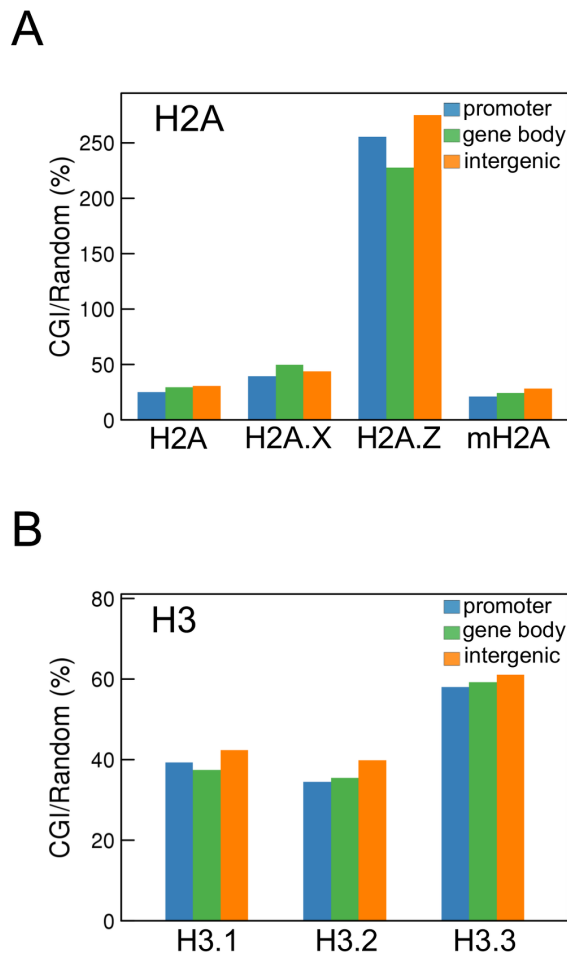 A
H2A
promoter
gene body
intergenic
CGI/Random (%)
250
200
150
100
50
0
H2A H2A.X H2A.Z mH2A
B
H3
promoter
gene body
intergenic
CGI/Random (%)
80
60
40
20
0
H3.1 H3.2 H3.3